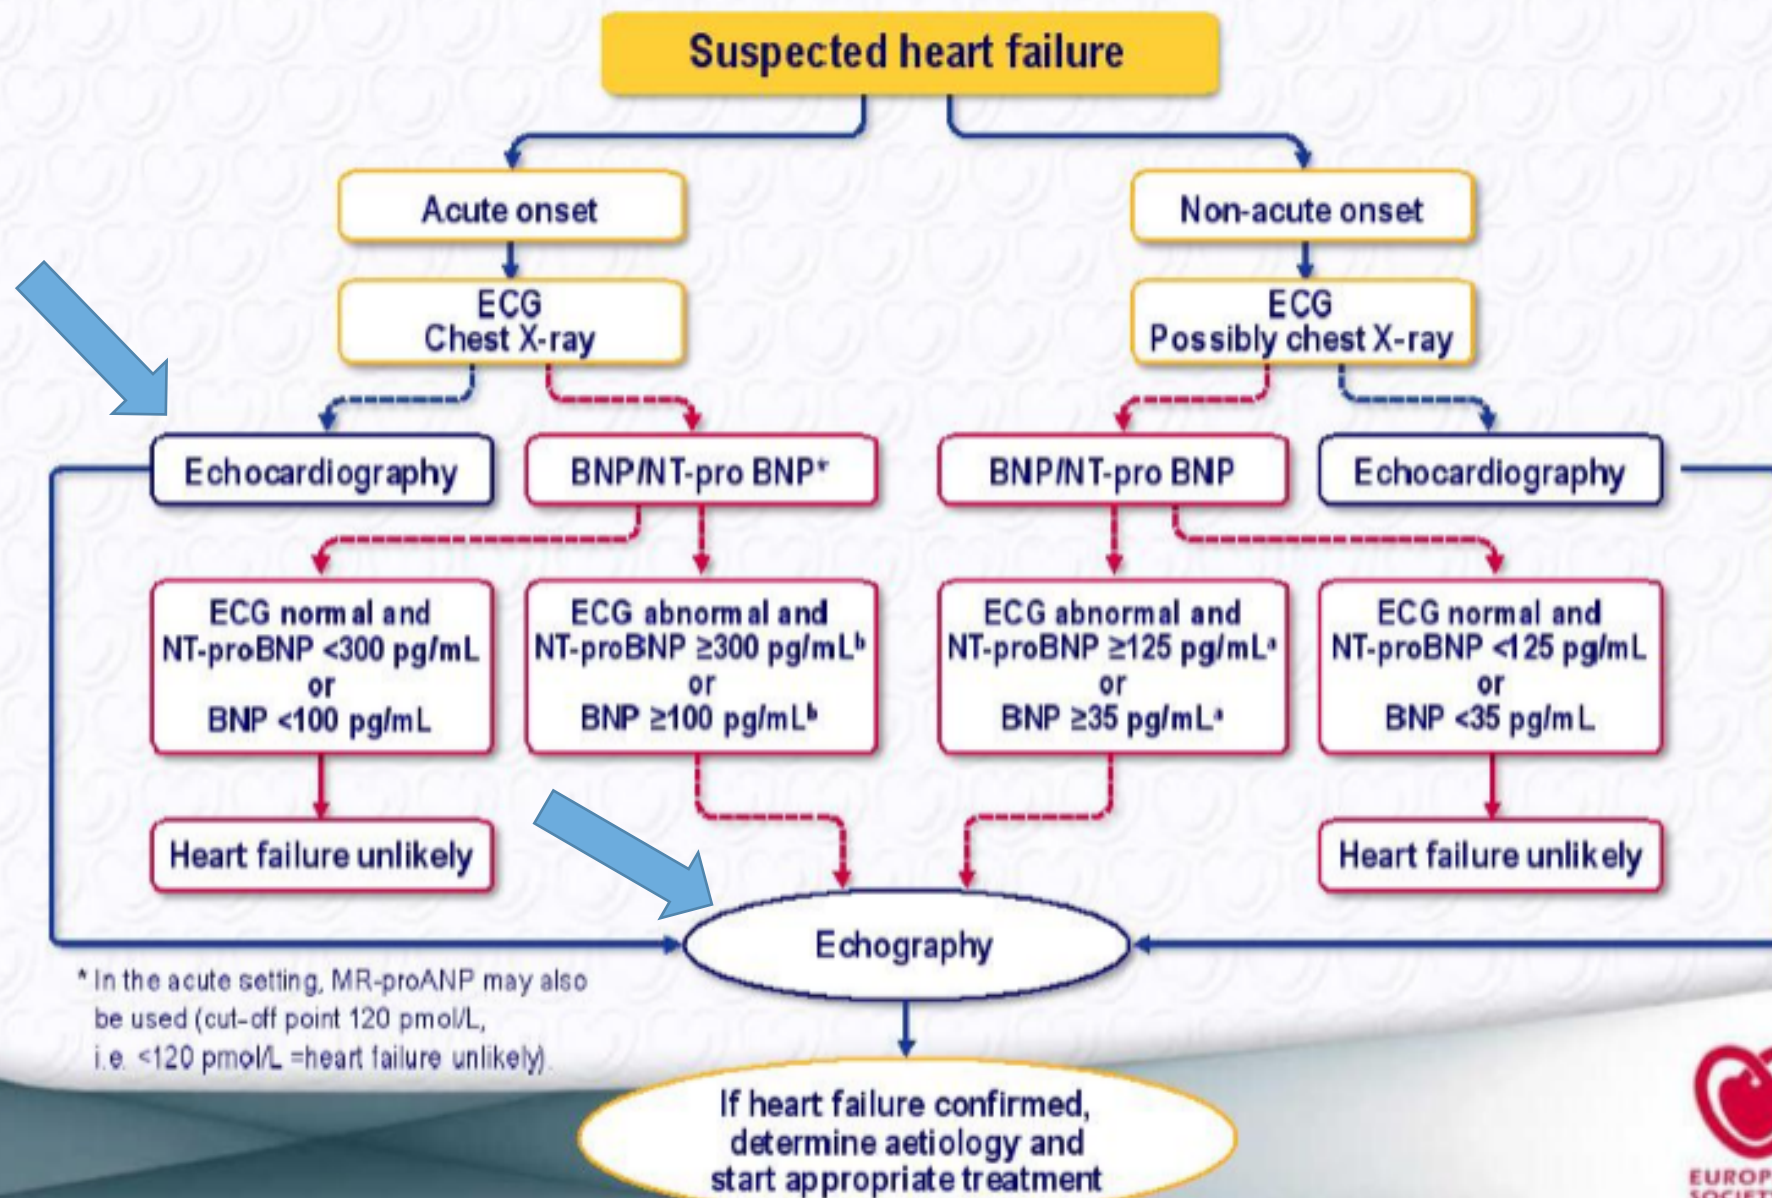 Suspected heart failure
Acute onset
Non-acute onset
ECG
Chest X-ray
ECG
Possibly chest X-ray
Echocardiography
BNP/NT-pro BNP*
BNP/NT-pro BNP
Echocardiography
ECG normal and
NT-proBNP <300 pg/mL
or
BNP <100 pg/mL
ECG abnormal and
NT-proBNP ≥300 pg/mLᵇ
or
BNP ≥100 pg/mLᵇ
ECG abnormal and
NT-proBNP ≥125 pg/mLᵃ
or
BNP ≥35 pg/mLᵃ
ECG normal and
NT-proBNP <125 pg/mL
or
BNP <35 pg/mL
Heart failure unlikely
Heart failure unlikely
Echography
* In the acute setting, MR-proANP may also
be used (cut-off point 120 pmol/L,
i.e. <120 pmol/L =heart failure unlikely).
If heart failure confirmed,
determine aetiology and
start appropriate treatment